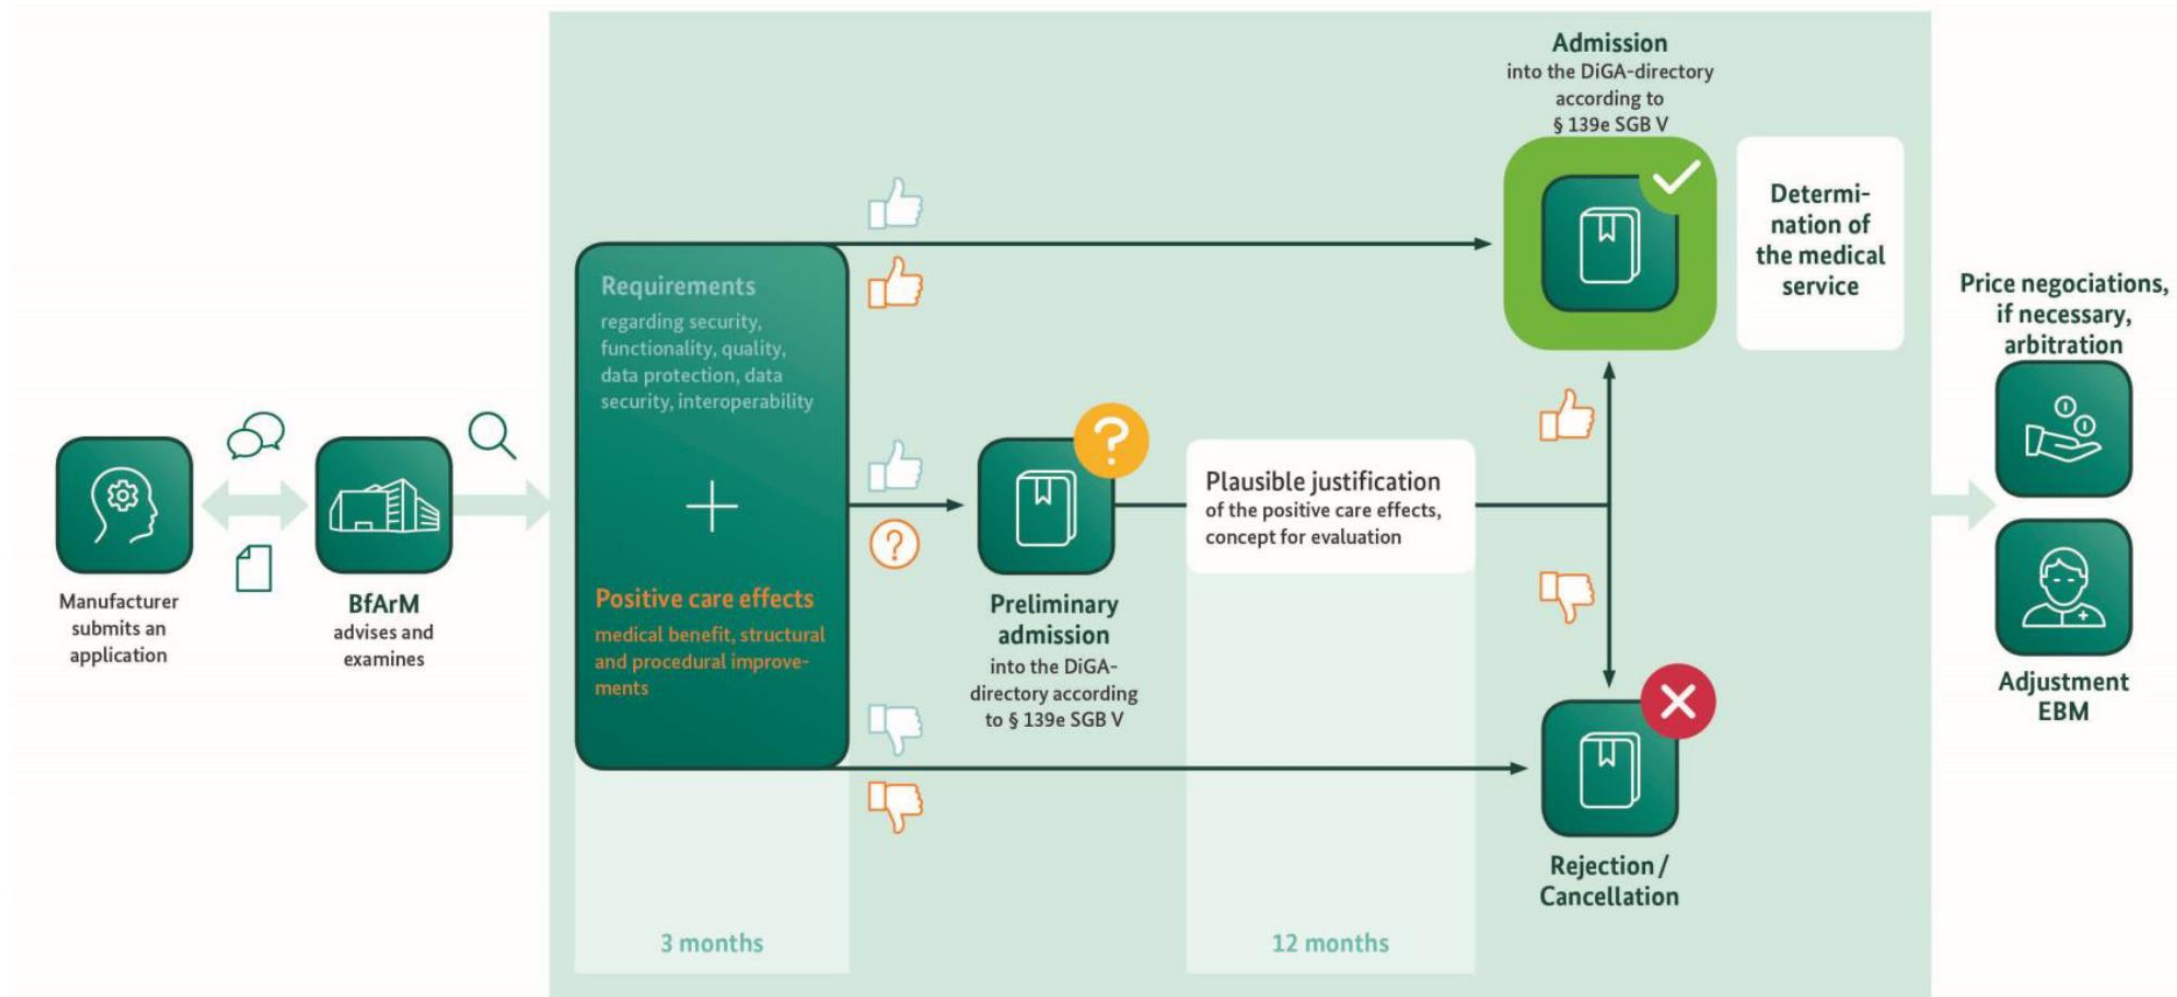 Manufacturer
submits an
application
BfArM
advises and
examines
Requirements
regarding security,
functionality, quality,
data protection, data
security, interoperability
Positive care effects
medical benefit, structural
and procedural improve-
ments
3 months
?
?
Preliminary
admission
into the DiGA-
directory according
to § 139e SGB V
Plausible justification
of the positive care effects,
concept for evaluation
12 months
Admission
into the DiGA-directory
according to
§ 139e SGB V
Determi-
nation of
the medical
service
Rejection /
Cancellation
Price negociations,
if necessary,
arbitration
Adjustment
EBM